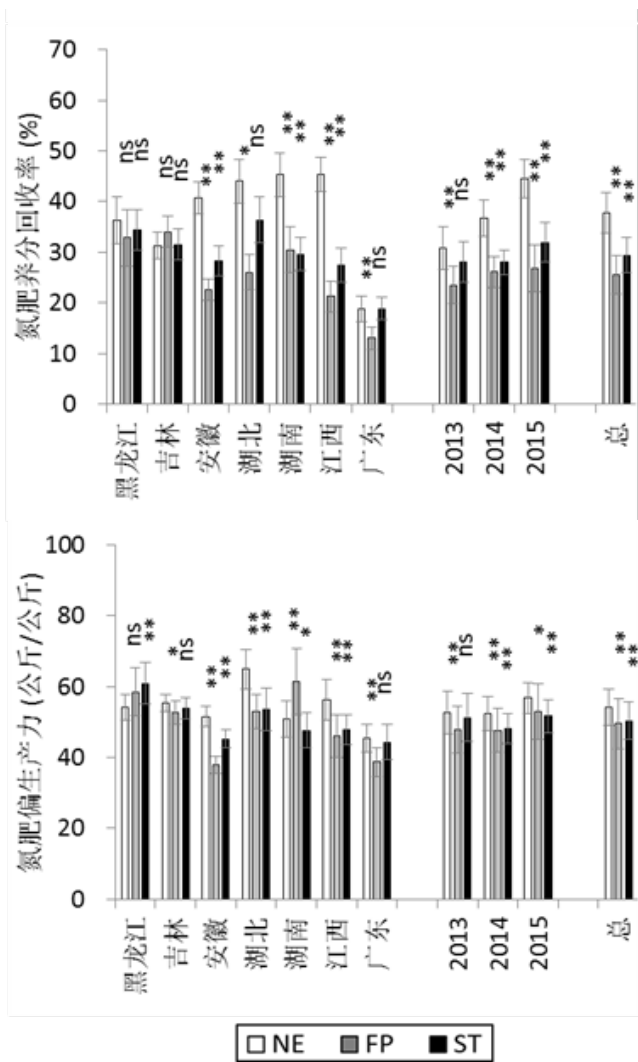 氮肥养分回收率 (%)
70
60
50
40
30
20
10
0
ns ns
ns ns
** **
* ns
** **
** **
** ns
** ns
** **
** **
** **
黑龙江
吉林
安徽
湖北
湖南
江西
广东
2013
2014
2015
总
氮肥偏生产力 (公斤/公斤)
100
80
60
40
20
0
ns **
* ns
** **
** **
** *
** **
** ns
** ns
** **
* **
** **
黑龙江
吉林
安徽
湖北
湖南
江西
广东
2013
2014
2015
总
NE FP ST